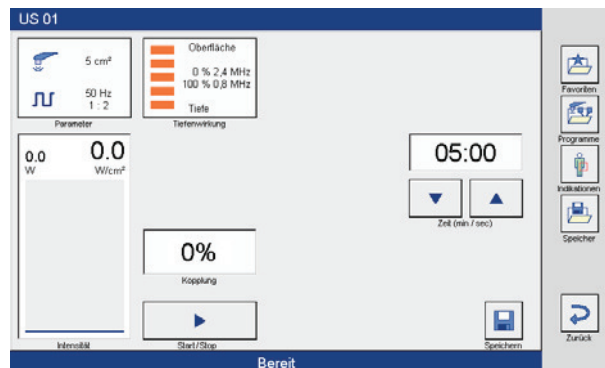 US 01
5 cm²
50 Hz
1 : 2
Parameter
Oberfläche
0 % 2,4 MHz
100 % 0,8 MHz
Tiefe
Tiefenwirkung
0.0
W
0.0
W/cm²
Intensität
0%
Kopplung
Start/Stop
05:00
Zeit (min / sec)
Speichern
Bereit
Favoriten
Programme
Indikationen
Speicher
Zurück